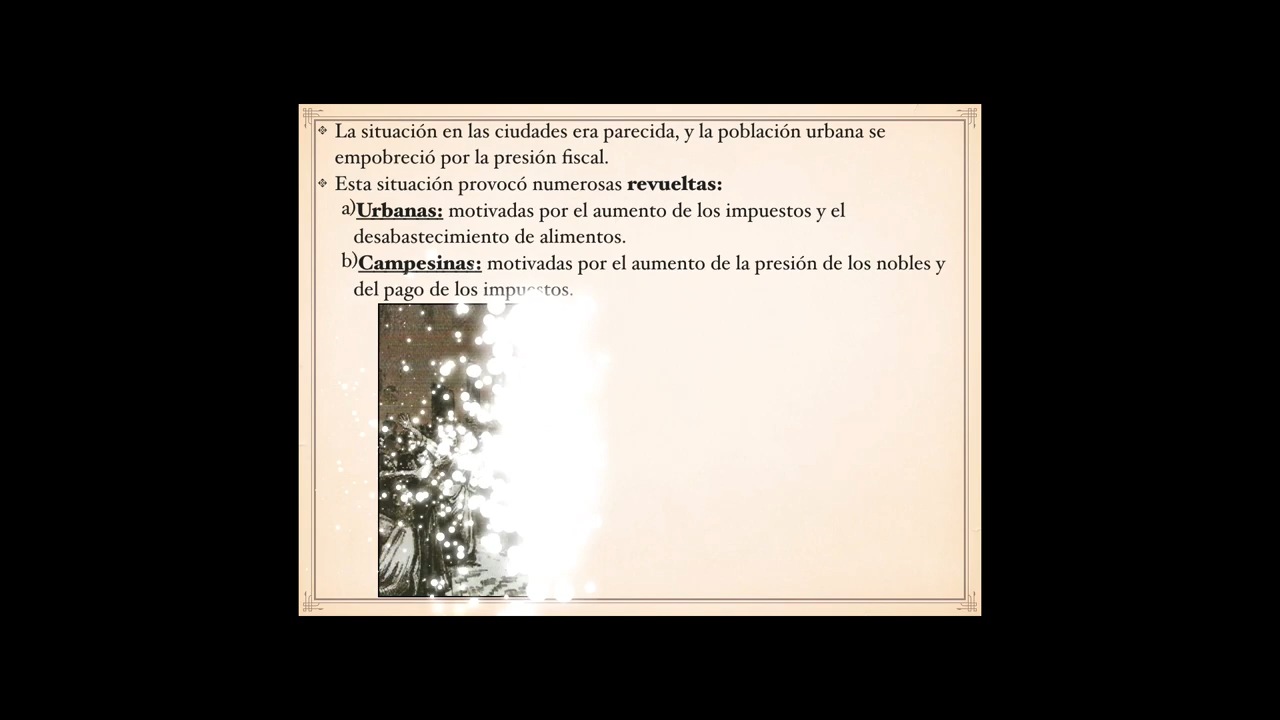 La situación en las ciudades era parecida, y la población urbana se
empobreció por la presión fiscal.
Esta situación provocó numerosas revueltas:
a)Urbanas: motivadas por el aumento de los impuestos y el
desabastecimiento de alimentos.
b)Campesinas: motivadas por el aumento de la presión de los nobles y
del pago de los impuestos.